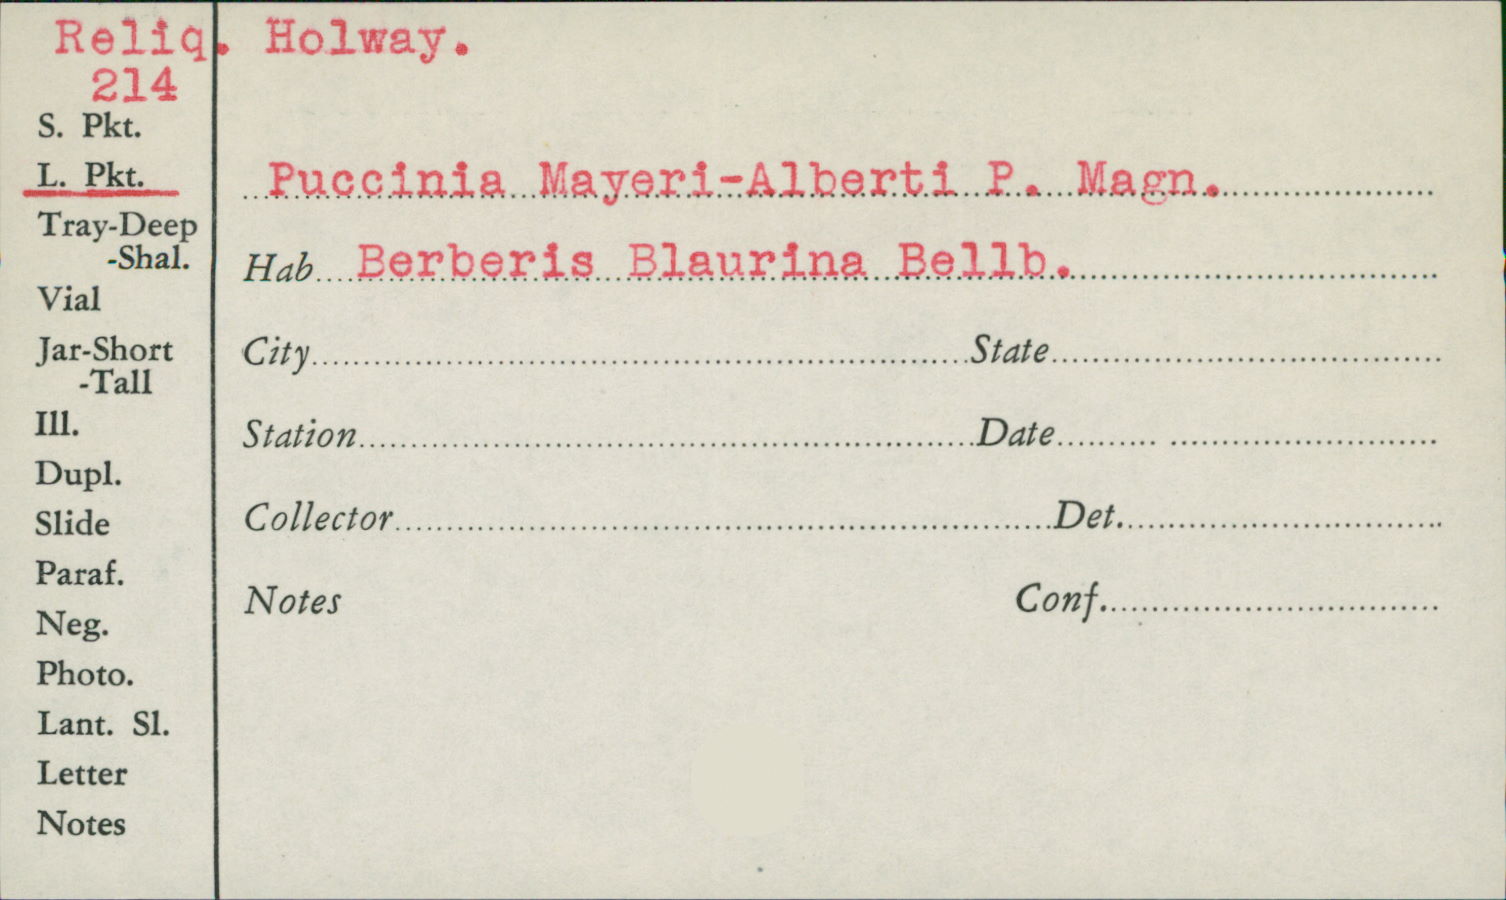 Reliq. Holway.
214
S. Pkt.
L. Pkt.
Puccinia Mayeri-Alberti P. Magn.
Tray-Deep
-Shal.
Hab Berberis Blaurina Bellb.
Vial
Jar-Short
-Tall
City State
Ill.
Station Date
Dupl.
Slide
Collector Det.
Paraf.
Notes Conf.
Neg.
Photo.
Lant. Sl.
Letter
Notes